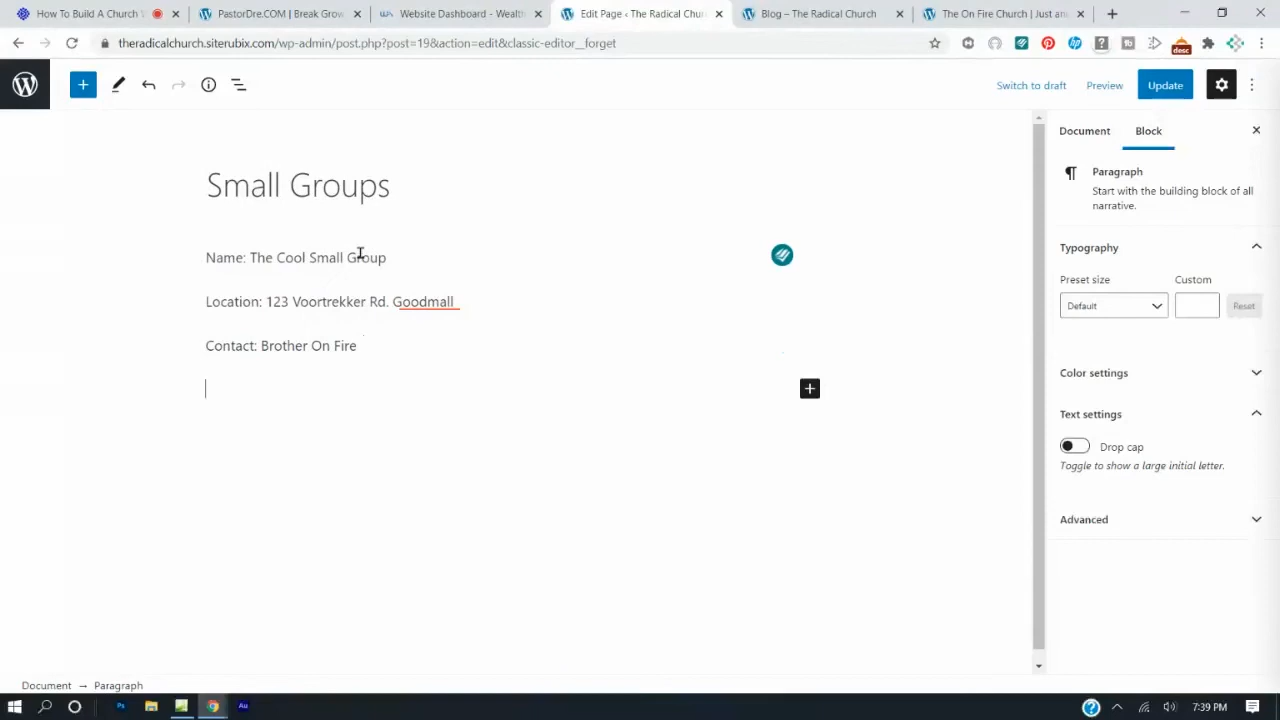 How To Build A Church
PastorDre.COM | Break Grow
Website Dashboard - Wealth
Edit Page ‹ The Radical Churc
Blog – The Radical Church
The On Fire Church | Just an
theradicalchurch.siterubix.com/wp-admin/post.php?post=19&action=edit&classic-editor__forget
desc
Switch to draft
Preview
Update
Document
Block
Paragraph
Start with the building block of all
narrative.
Small Groups
Name: The Cool Small Group
Location: 123 Voortrekker Rd. Goodmall
Contact: Brother On Fire
Typography
Preset size
Custom
Default
Reset
Color settings
Text settings
Drop cap
Toggle to show a large initial letter.
Advanced
Document → Paragraph
Ps
Au
7:39 PM